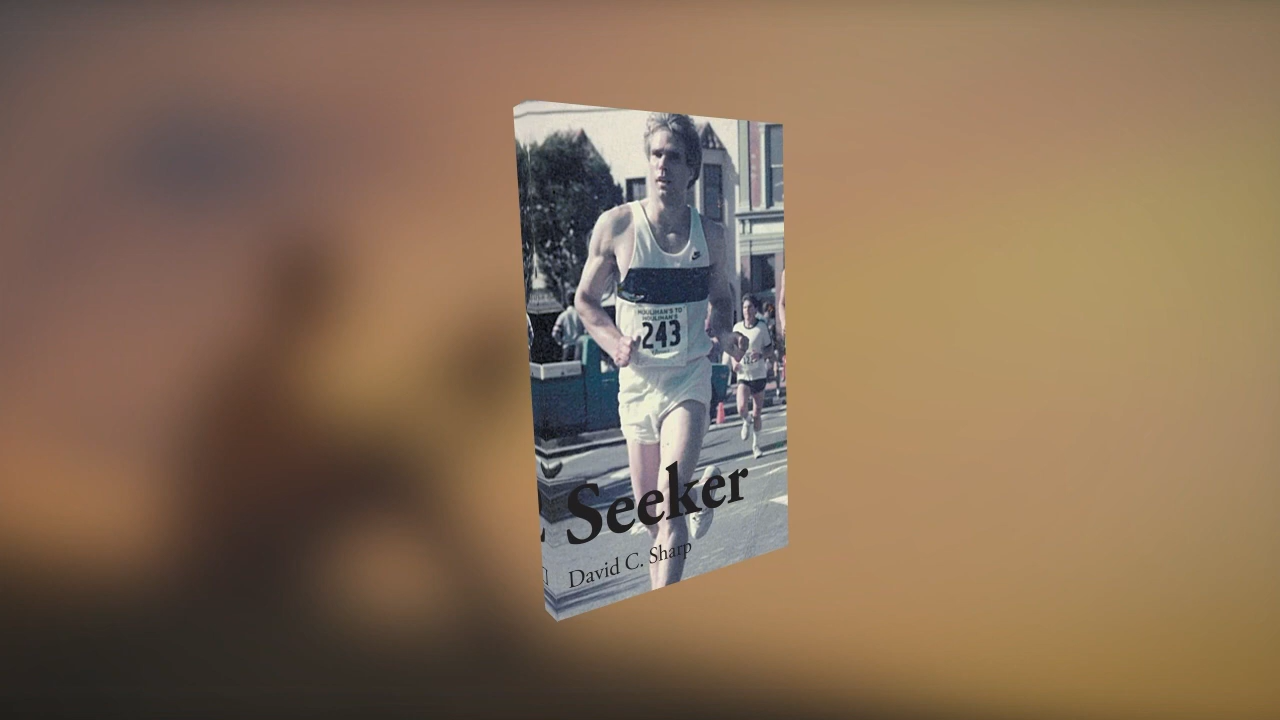 HOULIHAN'S TO
HOULIHAN'S
243
Seeker
David C. Sharp